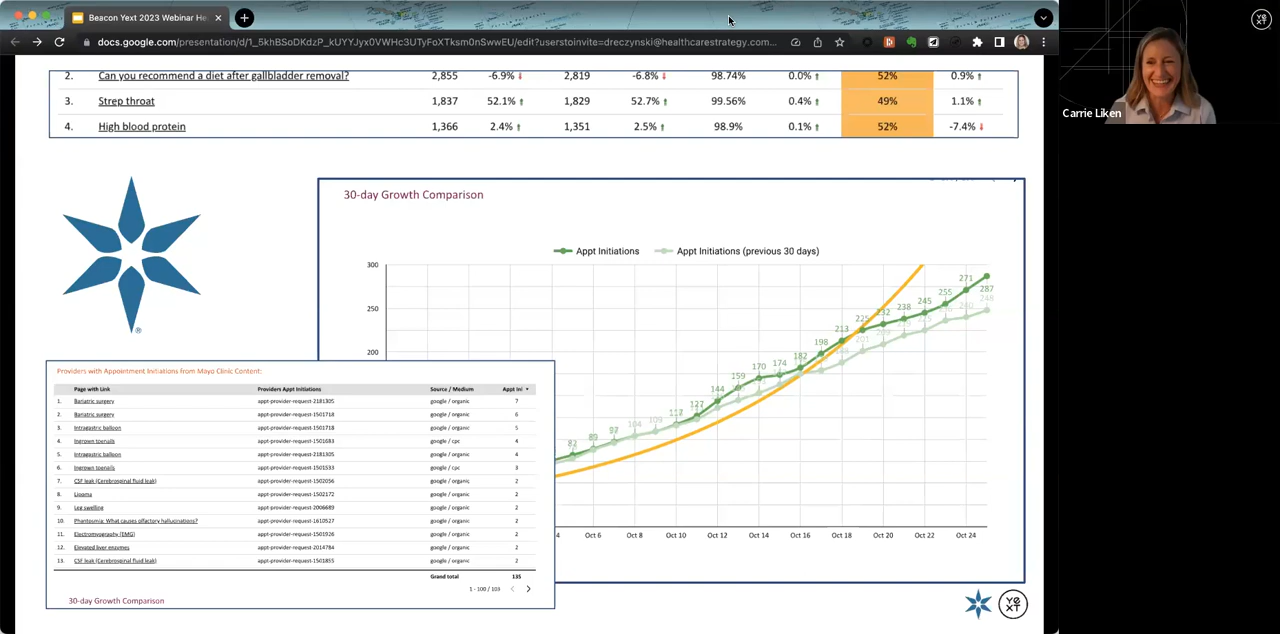 Beacon Yext 2023 Webinar He
docs.google.com/presentation/d/1_5khBSoDKdzP_kUYYJyx0VWHc3UTyFoXTksm0nSwwEU/edit?userstoinvite=dreczynski@healthcarestrategy.com...
2. Can you recommend a diet after gallbladder removal? 2,855 -6.9% 2,819 -6.8% 98.74% 0.0% 52% 0.9%
3. Strep throat 1,837 52.1% 1,829 52.7% 99.56% 0.4% 49% 1.1%
4. High blood protein 1,366 2.4% 1,351 2.5% 98.9% 0.1% 52% -7.4%
Carrie Liken
30-day Growth Comparison
Appt Initiations Appt Initiations (previous 30 days)
300
250
200
82 89 97 104 109 117 127 144 159 170 174 182 198 213 225 232 238 245 255 271 287
201 248
4 Oct 6 Oct 8 Oct 10 Oct 12 Oct 14 Oct 16 Oct 18 Oct 20 Oct 22 Oct 24
Providers with Appointment Initiations from Mayo Clinic Content:
Page with Link Providers Appt Initiations Source / Medium Appt Ini
1. Bariatric surgery appt-provider-request-2181305 google / organic 7
2. Bariatric surgery appt-provider-request-1501718 google / organic 6
3. Intragastric balloon appt-provider-request-1501718 google / organic 5
4. Ingrown toenails appt-provider-request-1501683 google / cpc 4
5. Intragastric balloon appt-provider-request-2181305 google / organic 4
6. Ingrown toenails appt-provider-request-1501533 google / cpc 3
7. CSF leak (Cerebrospinal fluid leak) appt-provider-request-1502056 google / organic 2
8. Lipoma appt-provider-request-1502172 google / organic 2
9. Leg swelling appt-provider-request-2006683 google / organic 2
10. Phantosmia: What causes olfactory hallucinations? appt-provider-request-1610527 google / organic 2
11. Electromyography (EMG) appt-provider-request-1501926 google / organic 2
12. Elevated liver enzymes appt-provider-request-2014784 google / organic 2
13. CSF leak (Cerebrospinal fluid leak) appt-provider-request-1501855 google / organic 2
Grand total 135
1 - 100 / 103
30-day Growth Comparison
YEXT